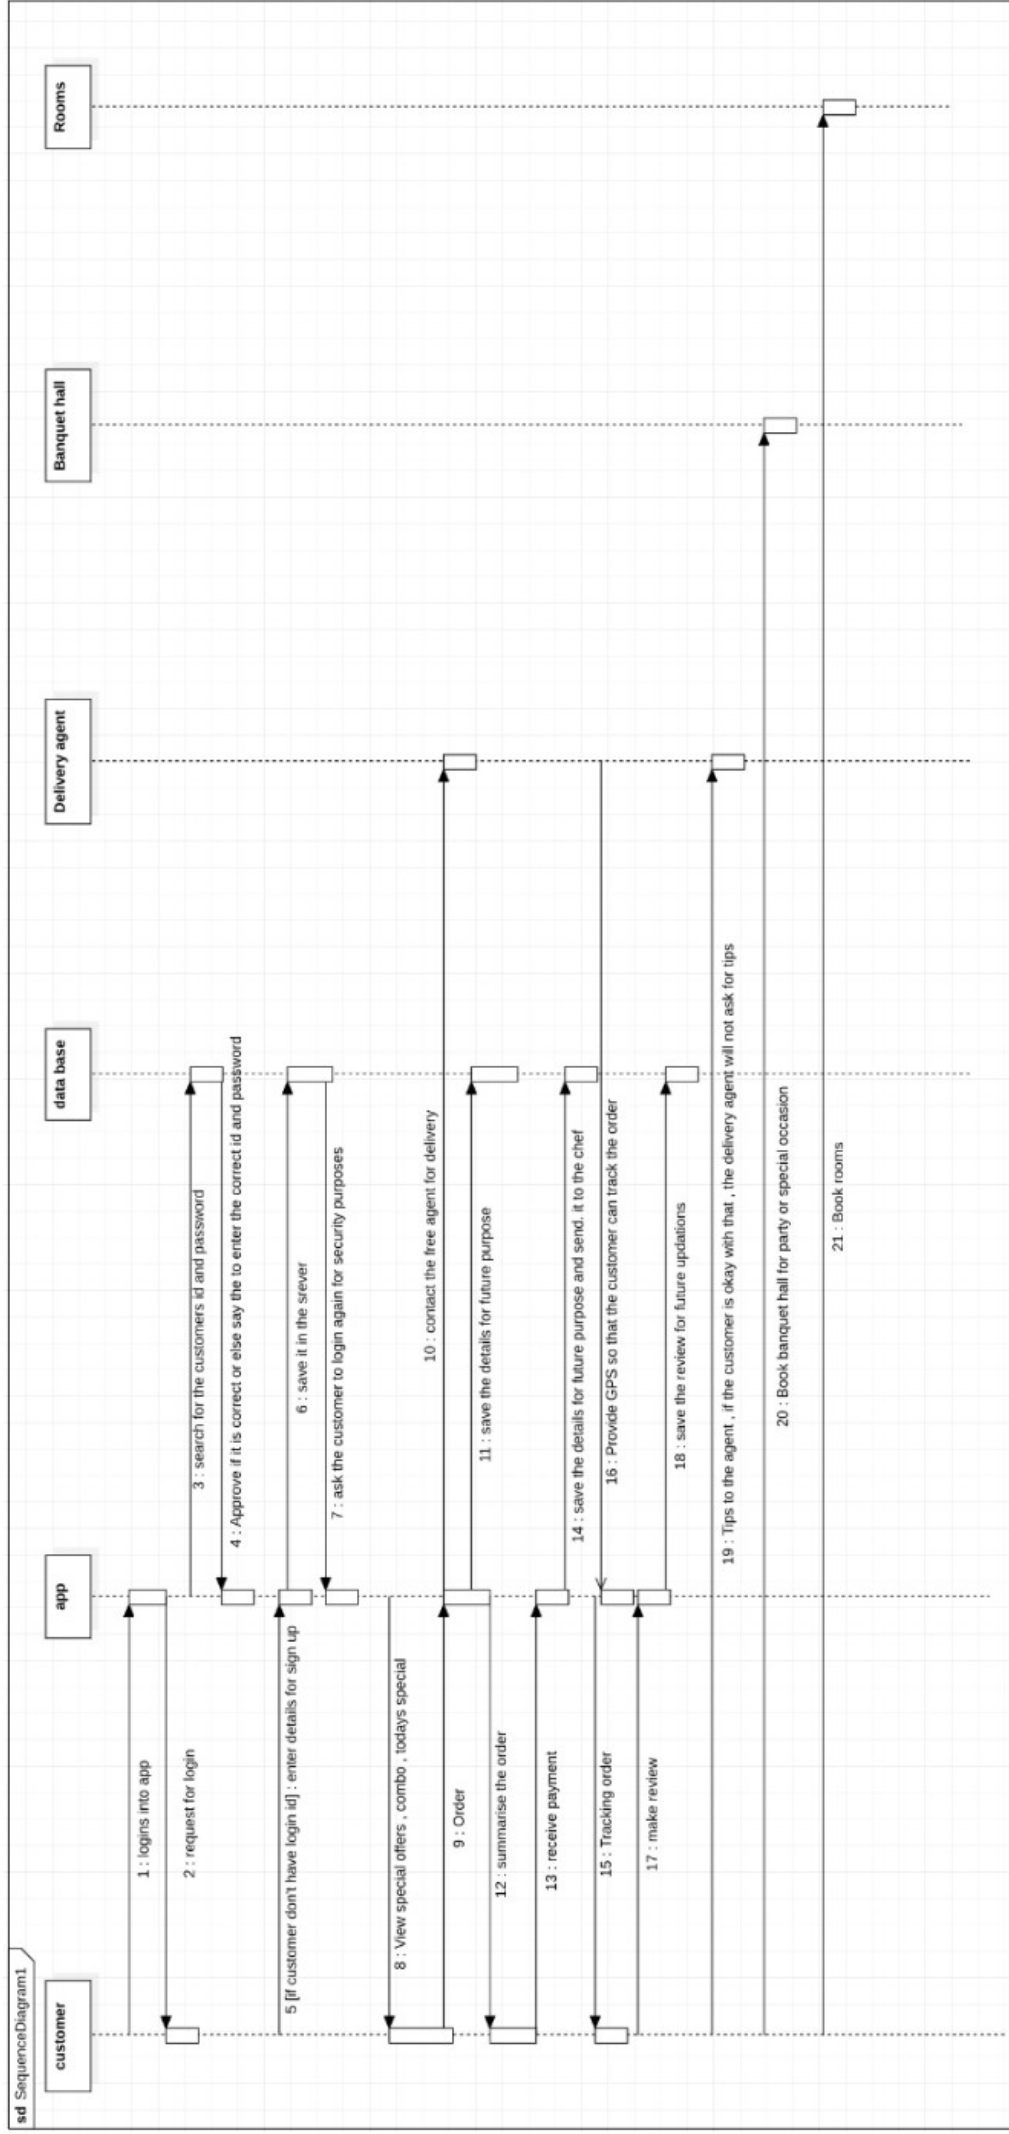 sd SequenceDiagram1
customer
app
data base
Delivery agent
Banquet hall
Rooms
1 : logins into app
2 : request for login
3 : search for the customers id and password
4 : Approve if it is correct or else say the to enter the correct id and password
5 [if customer don't have login id] : enter details for sign up
6 : save it in the srever
7 : ask the customer to login again for security purposes
8 : View special offers , combo , todays special
9 : Order
10 : contact the free agent for delivery
11 : save the details for future purpose
12 : summarise the order
13 : receive payment
14 : save the details for future purpose and send. it to the chef
15 : Tracking order
16 : Provide GPS so that the customer can track the order
17 : make review
18 : save the review for future updations
19 : Tips to the agent , if the customer is okay with that , the delivery agent will not ask for tips
20 : Book banquet hall for party or special occasion
21 : Book rooms